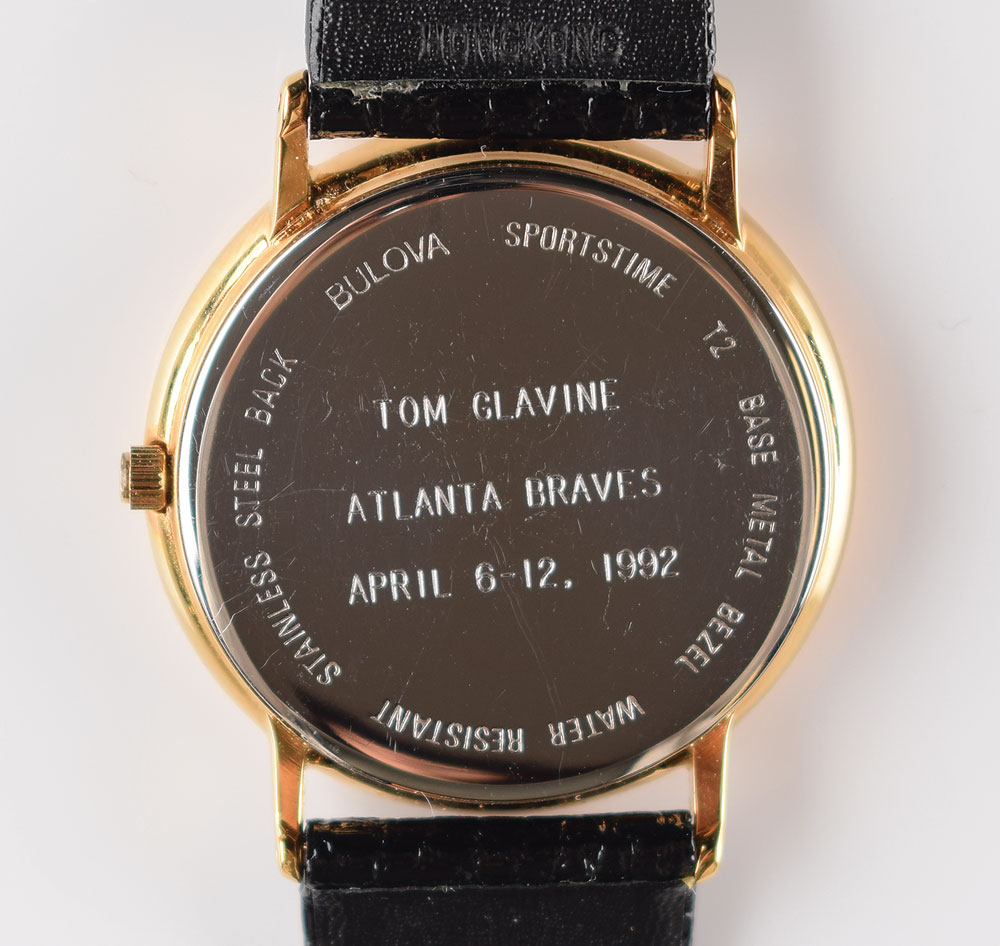 HONGKONG
BULOVA SPORTSTIME T2 BASE METAL BEZEL WATER RESISTANT STAINLESS STEEL BACK
TOM GLAVINE
ATLANTA BRAVES
APRIL 6-12, 1992